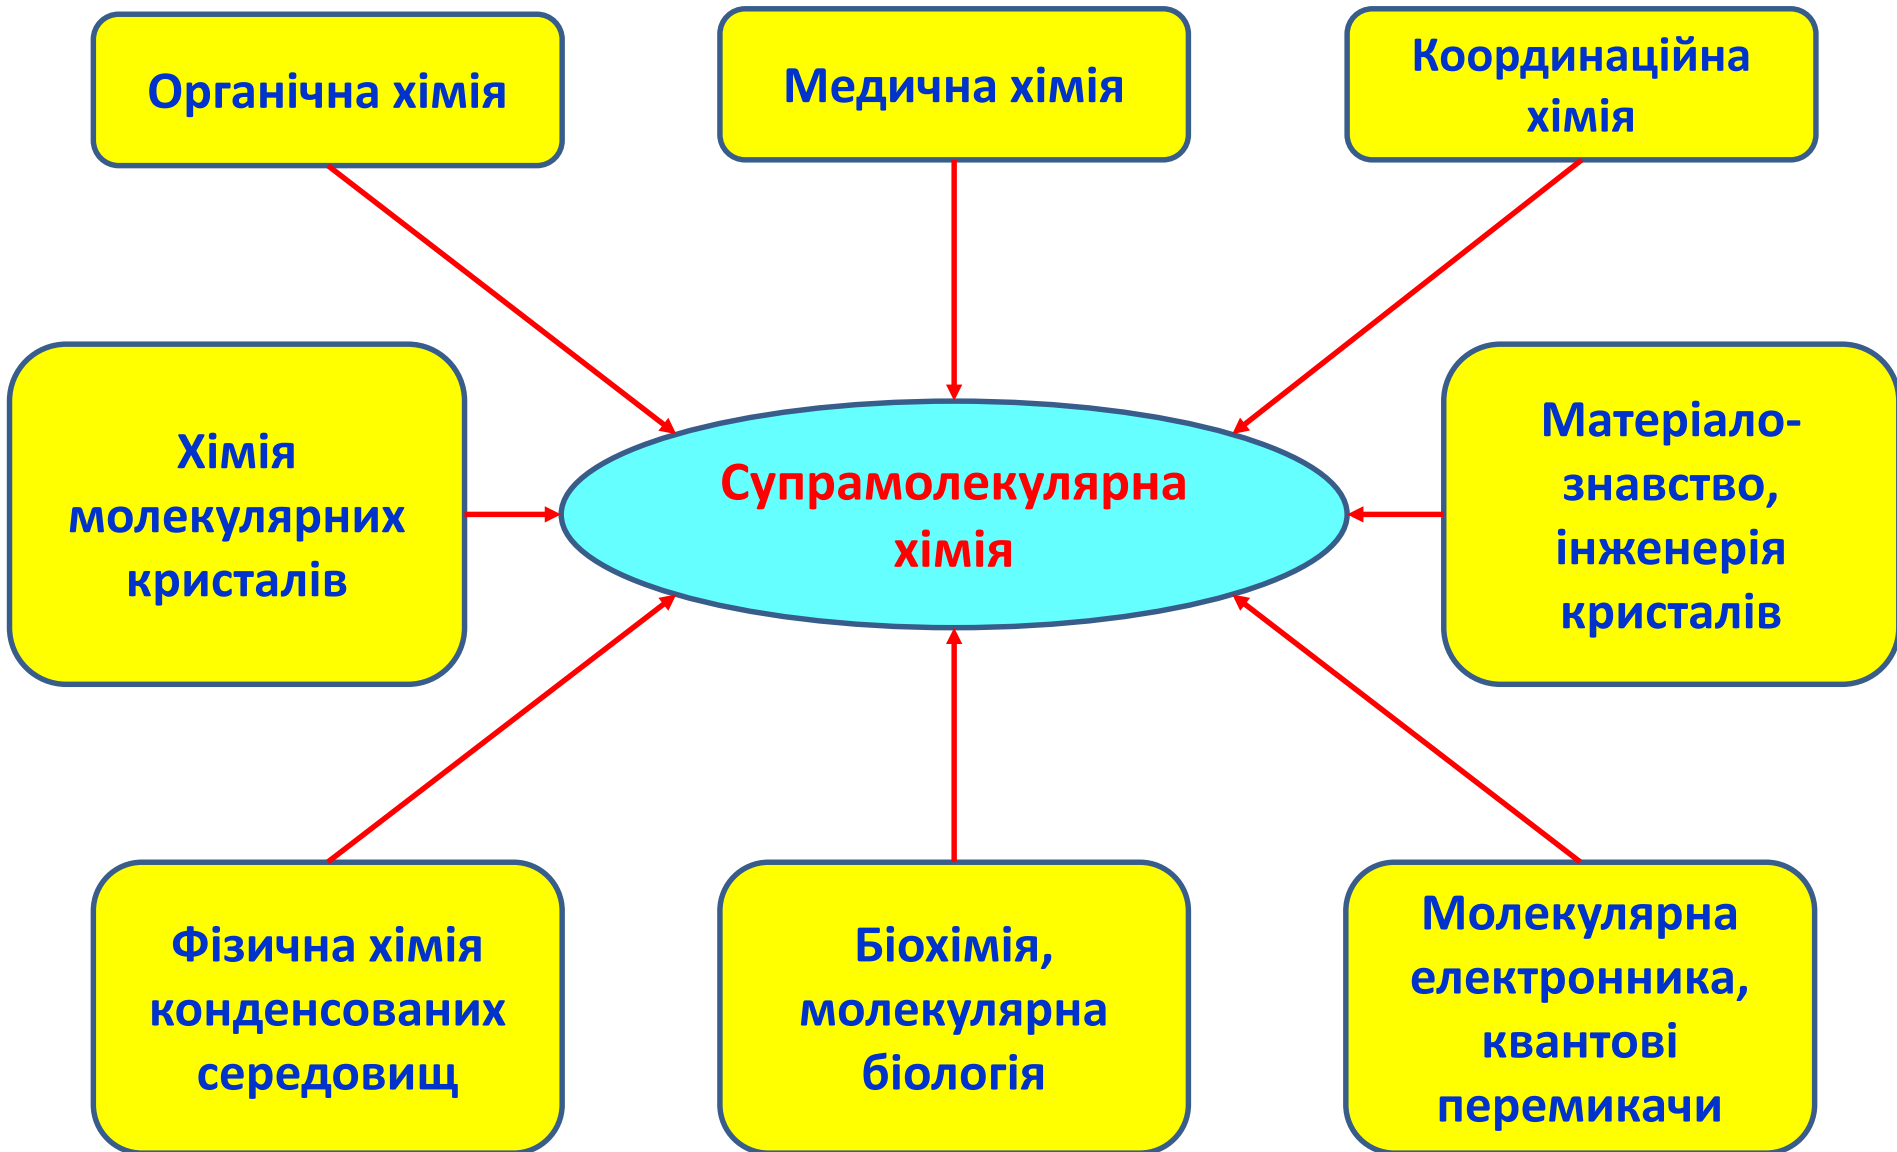 Органічна хімія
Медична хімія
Координаційна
хімія
Хімія
молекулярних
кристалів
Супрамолекулярна
хімія
Матеріало-
знавство,
інженерія
кристалів
Фізична хімія
конденсованих
середовищ
Біохімія,
молекулярна
біологія
Молекулярна
електронника,
квантові
перемикачи